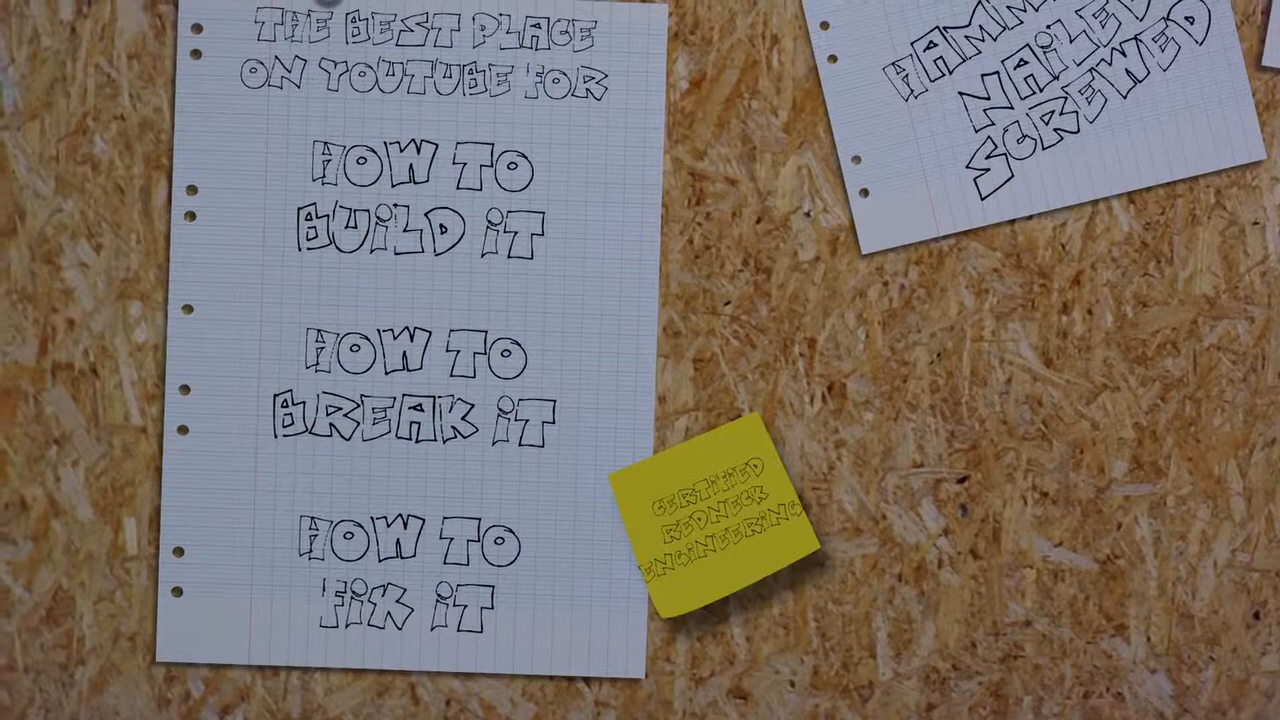 THE BEST PLACE
ON YOUTUBE FOR
HOW TO
BUILD IT
HOW TO
BREAK IT
HOW TO
FIX IT
NAILED
SCREWED
CERTIFIED
REDNECK
ENGINEERING